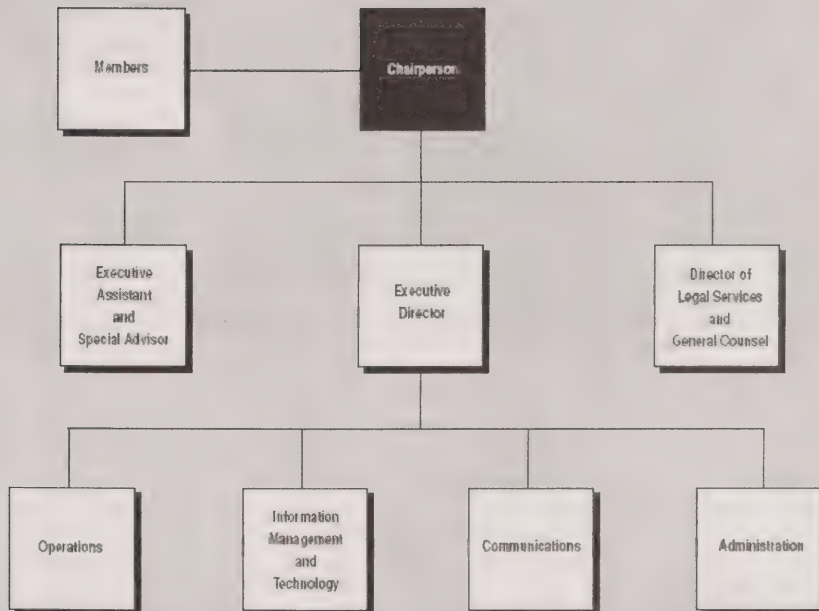 Members
Chairperson
Executive
Assistant
and
Special Advisor
Executive
Director
Director of
Legal Services
and
General Counsel
Operations
Information
Management
and
Technology
Communications
Administration